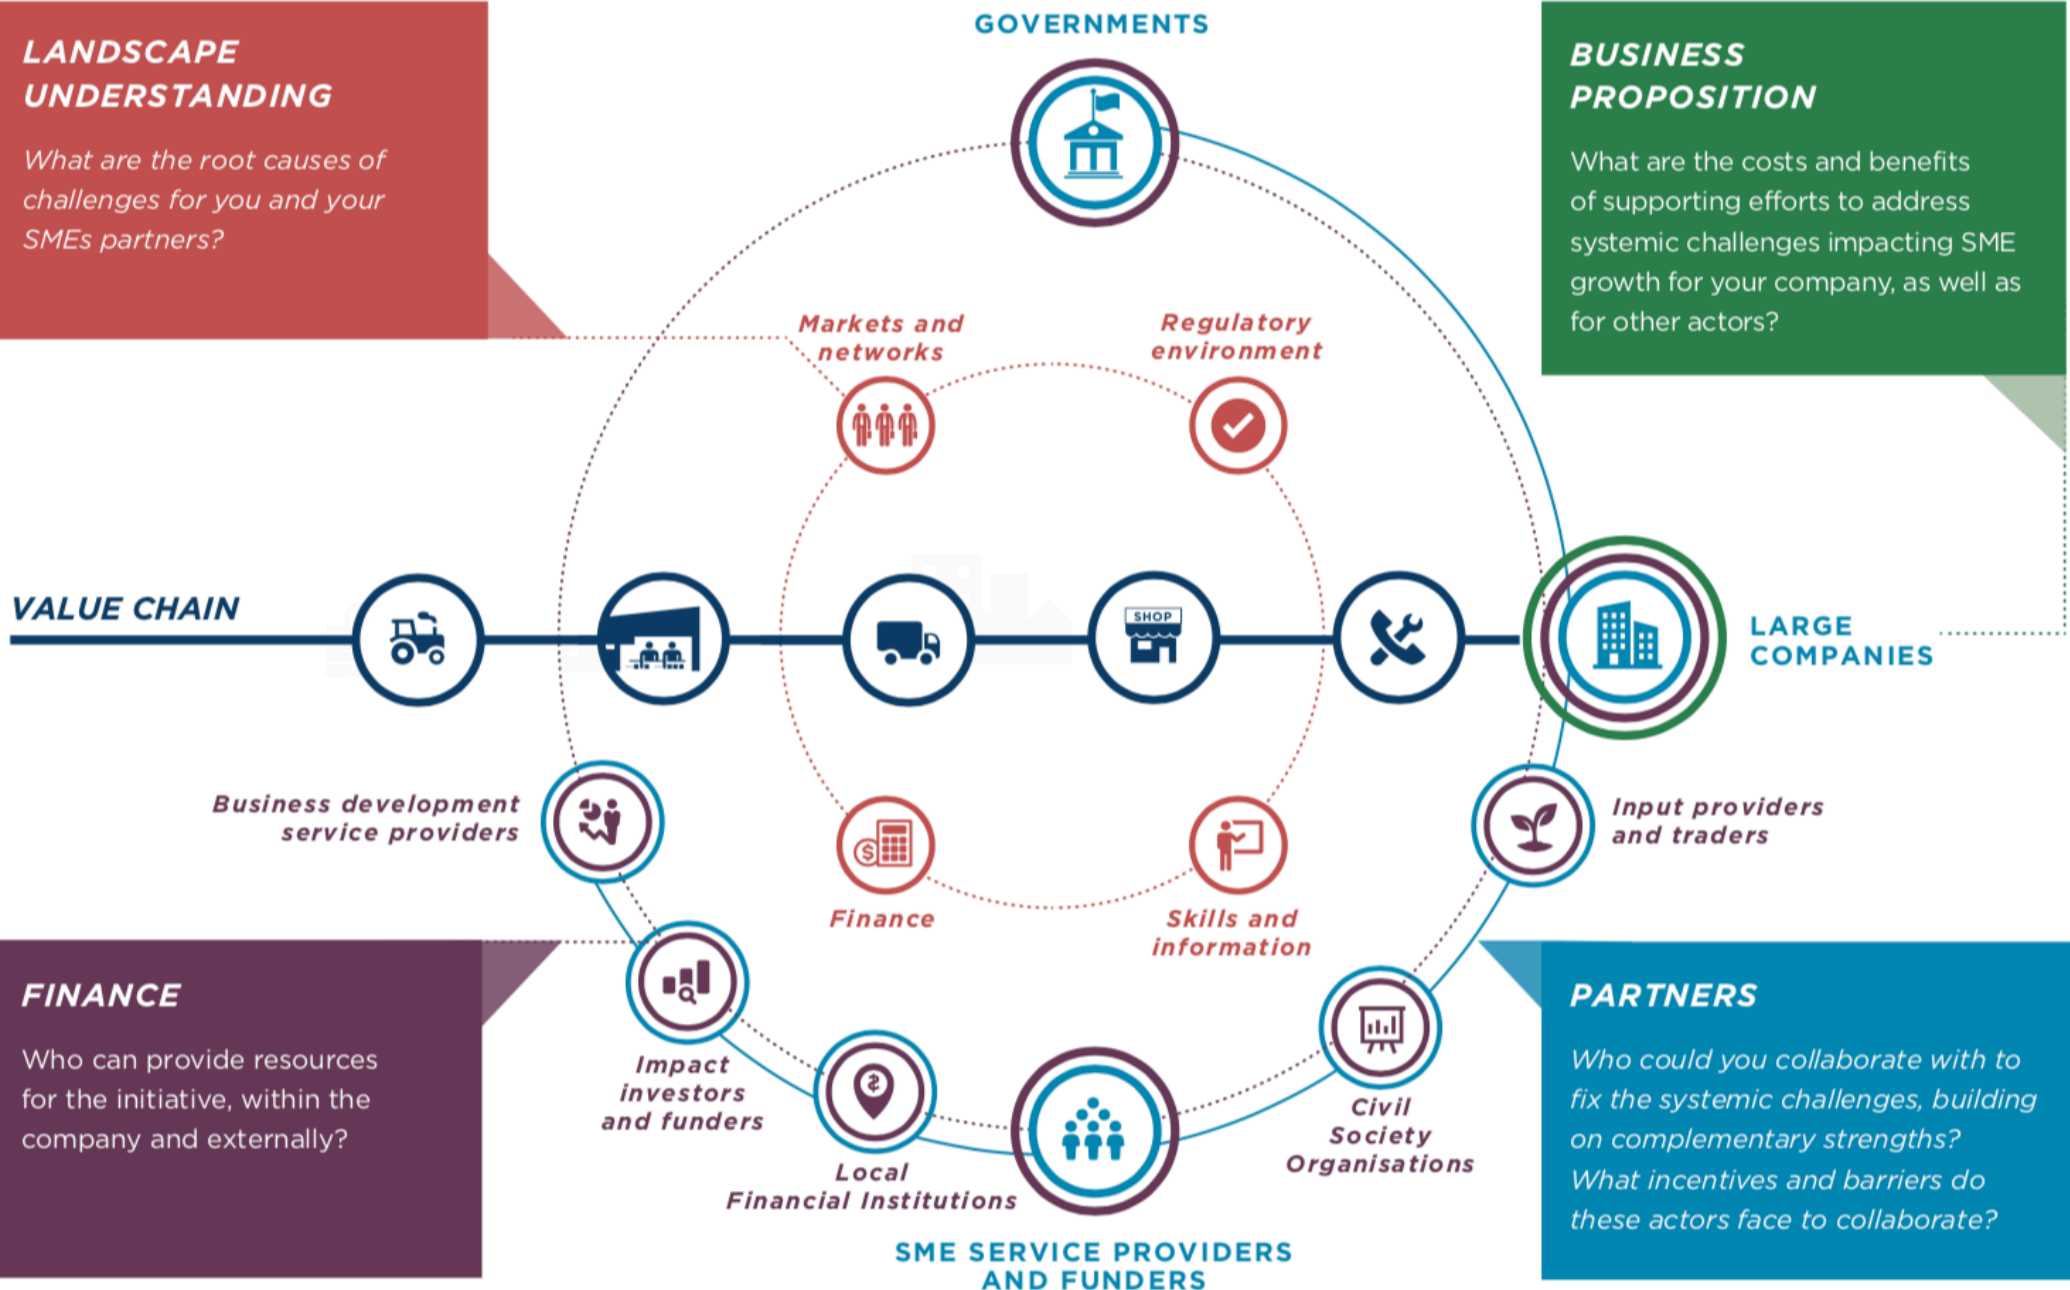 GOVERNMENTS
LANDSCAPE
UNDERSTANDING
What are the root causes of
challenges for you and your
SMEs partners?
BUSINESS
PROPOSITION
What are the costs and benefits
of supporting efforts to address
systemic challenges impacting SME
growth for your company, as well as
for other actors?
Markets and
networks
Regulatory
environment
VALUE CHAIN
SHOP
LARGE
COMPANIES
Business development
service providers
Input providers
and traders
Finance
Skills and
information
FINANCE
Who can provide resources
for the initiative, within the
company and externally?
Impact
investors
and funders
Local
Financial Institutions
Civil
Society
Organisations
PARTNERS
Who could you collaborate with to
fix the systemic challenges, building
on complementary strengths?
What incentives and barriers do
these actors face to collaborate?
SME SERVICE PROVIDERS
AND FUNDERS